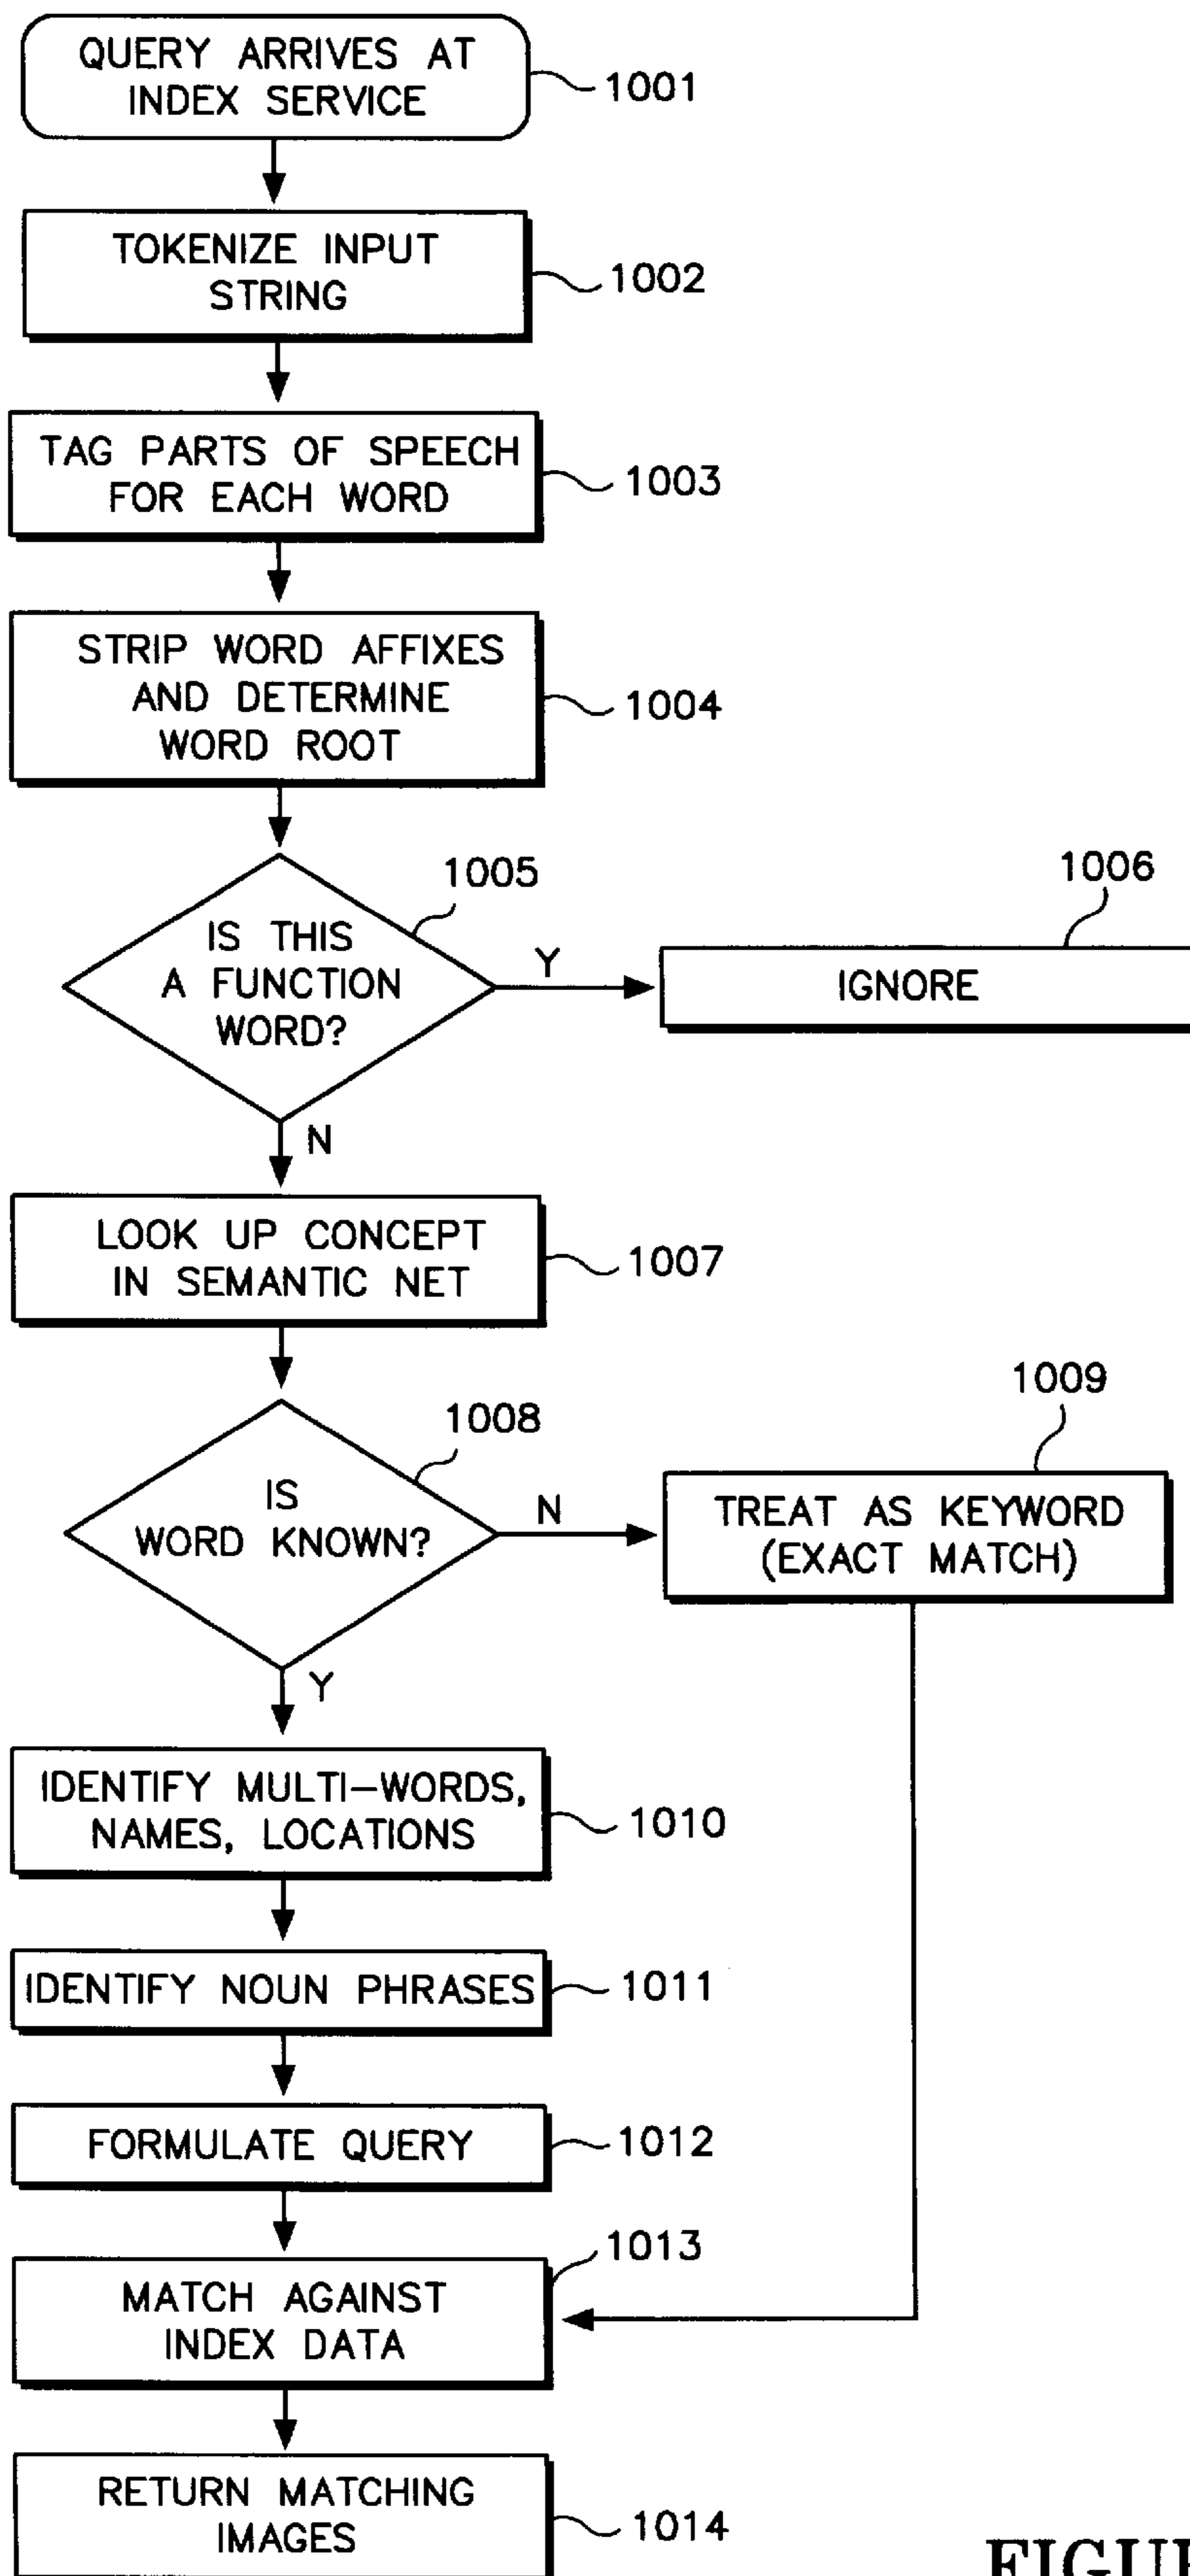 QUERY ARRIVES AT
INDEX SERVICE
1001
TOKENIZE INPUT
STRING
1002
TAG PARTS OF SPEECH
FOR EACH WORD
1003
STRIP WORD AFFIXES
AND DETERMINE
WORD ROOT
1004
1005
IS THIS
A FUNCTION
WORD?
Y
1006
IGNORE
N
LOOK UP CONCEPT
IN SEMANTIC NET
1007
1008
IS
WORD KNOWN?
N
1009
TREAT AS KEYWORD
(EXACT MATCH)
Y
IDENTIFY MULTI-WORDS,
NAMES, LOCATIONS
1010
IDENTIFY NOUN PHRASES
1011
FORMULATE QUERY
1012
1013
MATCH AGAINST
INDEX DATA
RETURN MATCHING
IMAGES
1014